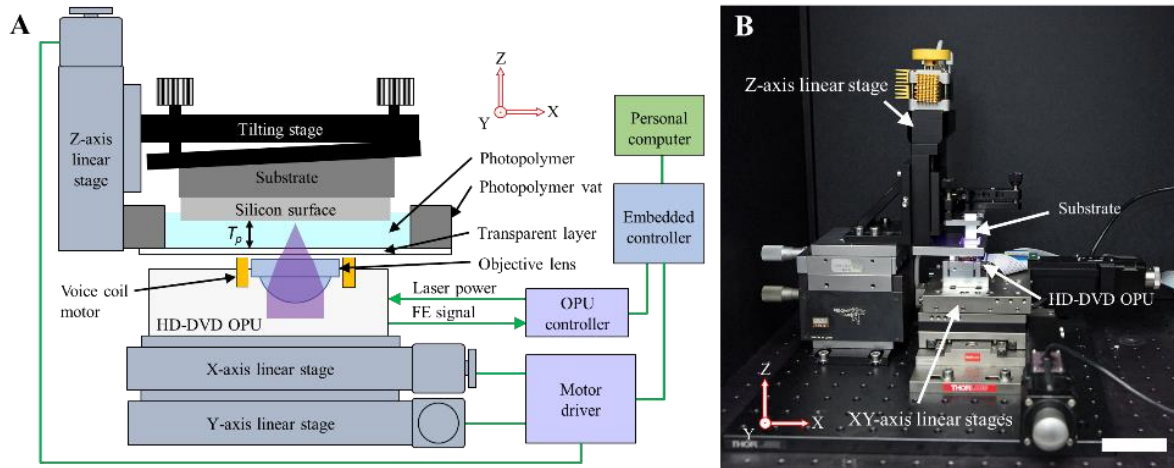 A
Z
X
Y
Tilting stage
Z-axis
linear
stage
Substrate
Silicon surface
Tp
Photopolymer
Photopolymer vat
Transparent layer
Objective lens
Voice coil
motor
HD-DVD OPU
Laser power
FE signal
OPU
controller
Personal
computer
Embedded
controller
X-axis linear stage
Y-axis linear stage
Motor
driver
B
Z-axis linear stage
Substrate
HD-DVD OPU
XY-axis linear stages
Z
X
Y
THORLABS
THORLABS